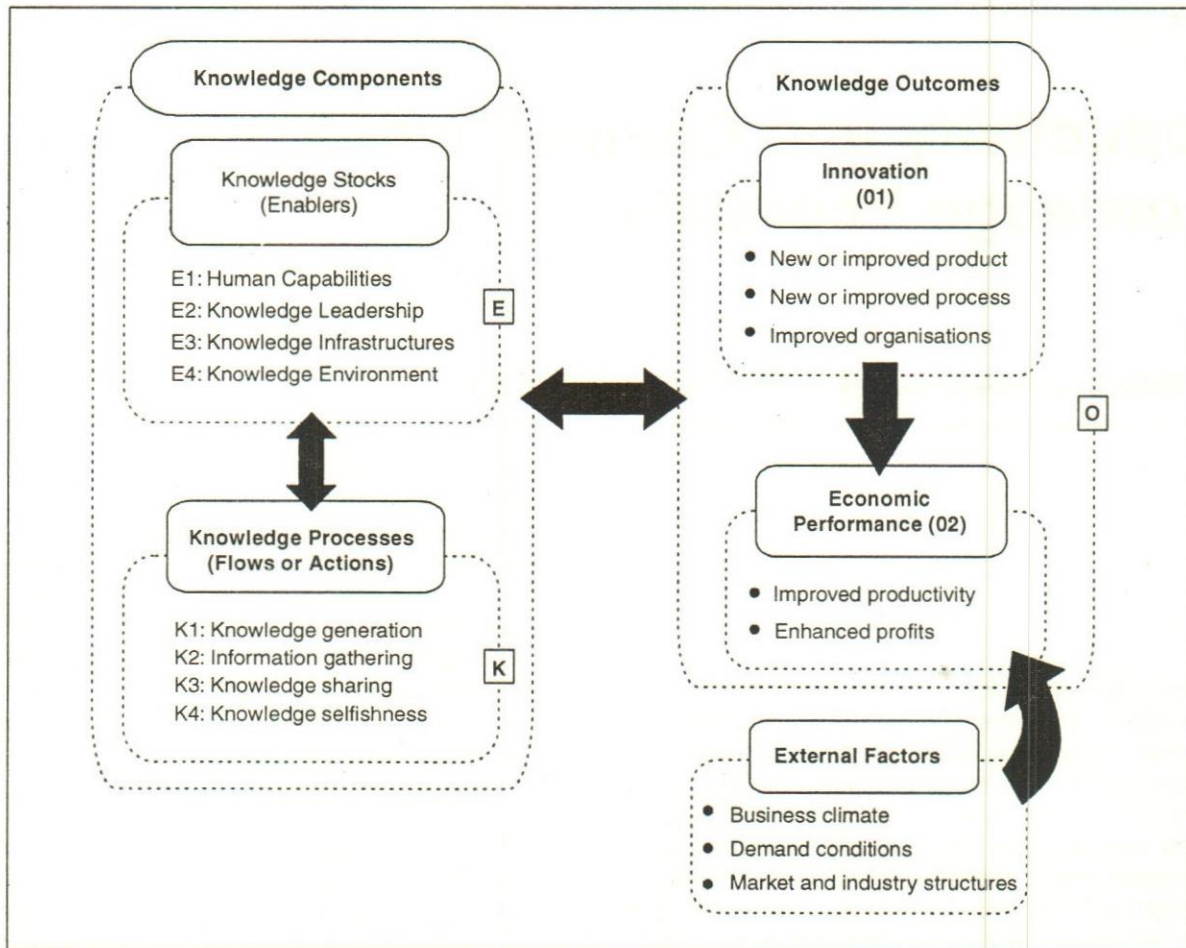 Knowledge Components
Knowledge Stocks
(Enablers)
E1: Human Capabilities
E2: Knowledge Leadership
E3: Knowledge Infrastructures
E4: Knowledge Environment
E
Knowledge Processes
(Flows or Actions)
K1: Knowledge generation
K2: Information gathering
K3: Knowledge sharing
K4: Knowledge selfishness
K
Knowledge Outcomes
Innovation
(01)
• New or improved product
• New or improved process
• Improved organisations
O
Economic
Performance (02)
• Improved productivity
• Enhanced profits
External Factors
• Business climate
• Demand conditions
• Market and industry structures